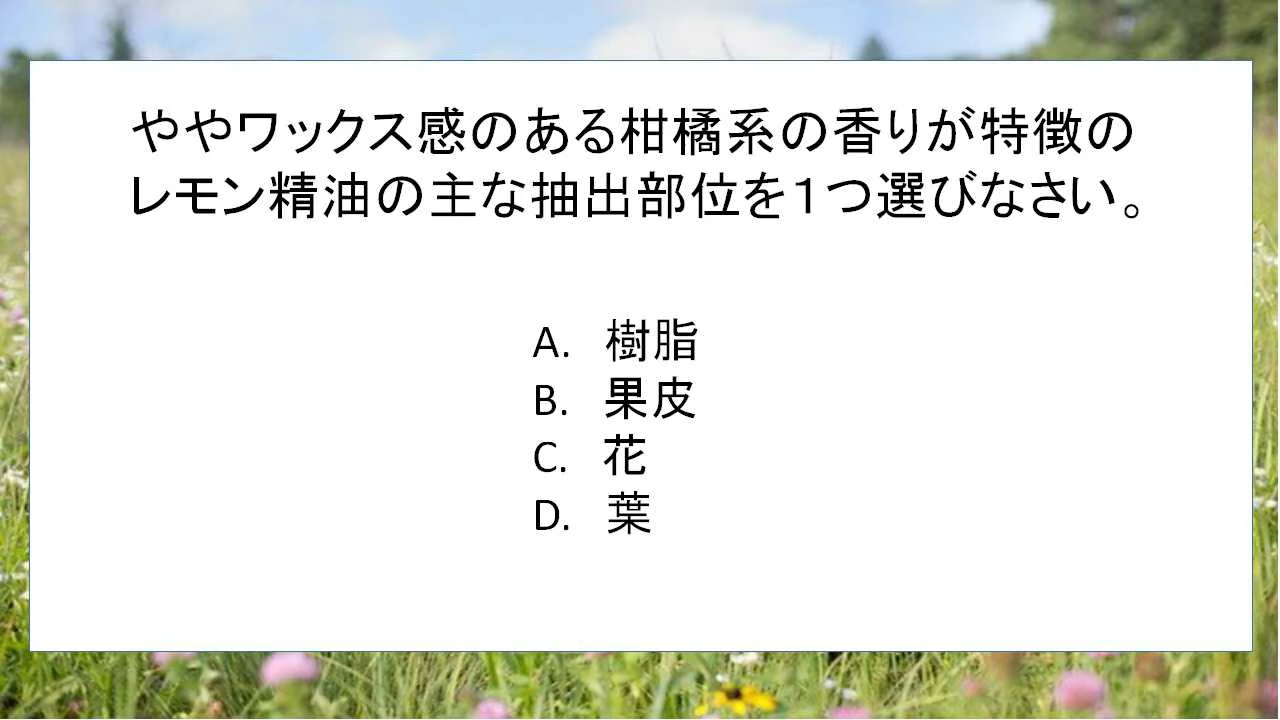 ややワックス感のある柑橘系の香りが特徴の
レモン精油の主な抽出部位を１つ選びなさい。
A. 樹脂
B. 果皮
C. 花
D. 葉